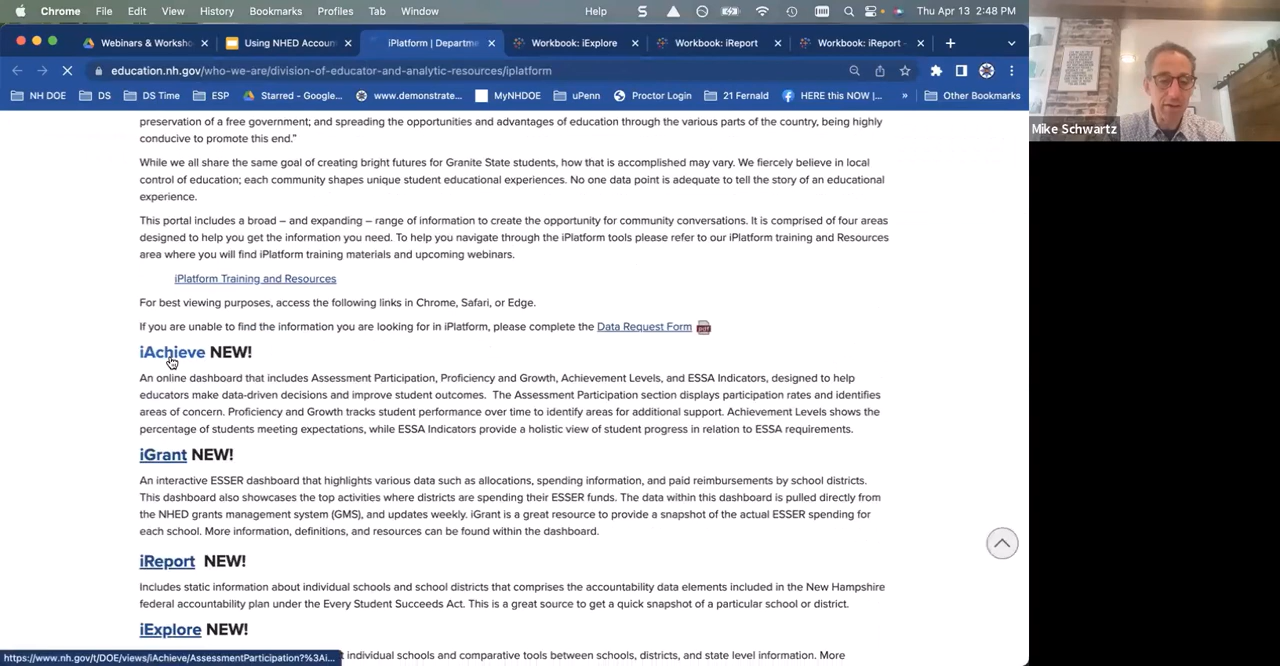 Chrome File Edit View History Bookmarks Profiles Tab Window Help Thu Apr 13 2:48 PM
Webinars & Worksho Using NHED Accoun iPlatform | Departme Workbook: iExplore Workbook: iReport Workbook: iReport -
education.nh.gov/who-we-are/division-of-educator-and-analytic-resources/iplatform
NH DOE DS DS Time ESP Starred - Google... www.demonstrate... MyNHDOE uPenn Proctor Login 21 Fernald HERE this NOW |... » Other Bookmarks
preservation of a free government; and spreading the opportunities and advantages of education through the various parts of the country, being highly
conducive to promote this end.”
Mike Schwartz
While we all share the same goal of creating bright futures for Granite State students, how that is accomplished may vary. We fiercely believe in local
control of education; each community shapes unique student educational experiences. No one data point is adequate to tell the story of an educational
experience.
This portal includes a broad – and expanding – range of information to create the opportunity for community conversations. It is comprised of four areas
designed to help you get the information you need. To help you navigate through the iPlatform tools please refer to our iPlatform training and Resources
area where you will find iPlatform training materials and upcoming webinars.
iPlatform Training and Resources
For best viewing purposes, access the following links in Chrome, Safari, or Edge.
If you are unable to find the information you are looking for in iPlatform, please complete the Data Request Form
iAchieve NEW!
An online dashboard that includes Assessment Participation, Proficiency and Growth, Achievement Levels, and ESSA Indicators, designed to help
educators make data-driven decisions and improve student outcomes. The Assessment Participation section displays participation rates and identifies
areas of concern. Proficiency and Growth tracks student performance over time to identify areas for additional support. Achievement Levels shows the
percentage of students meeting expectations, while ESSA Indicators provide a holistic view of student progress in relation to ESSA requirements.
iGrant NEW!
An interactive ESSER dashboard that highlights various data such as allocations, spending information, and paid reimbursements by school districts.
This dashboard also showcases the top activities where districts are spending their ESSER funds. The data within this dashboard is pulled directly from
the NHED grants management system (GMS), and updates weekly. iGrant is a great resource to provide a snapshot of the actual ESSER spending for
each school. More information, definitions, and resources can be found within the dashboard.
iReport NEW!
Includes static information about individual schools and school districts that comprises the accountability data elements included in the New Hampshire
federal accountability plan under the Every Student Succeeds Act. This is a great source to get a quick snapshot of a particular school or district.
iExplore NEW!
https://www.nh.gov/t/DOE/views/iAchieve/AssessmentParticipation?%3Ai... t individual schools and comparative tools between schools, districts, and state level information. More